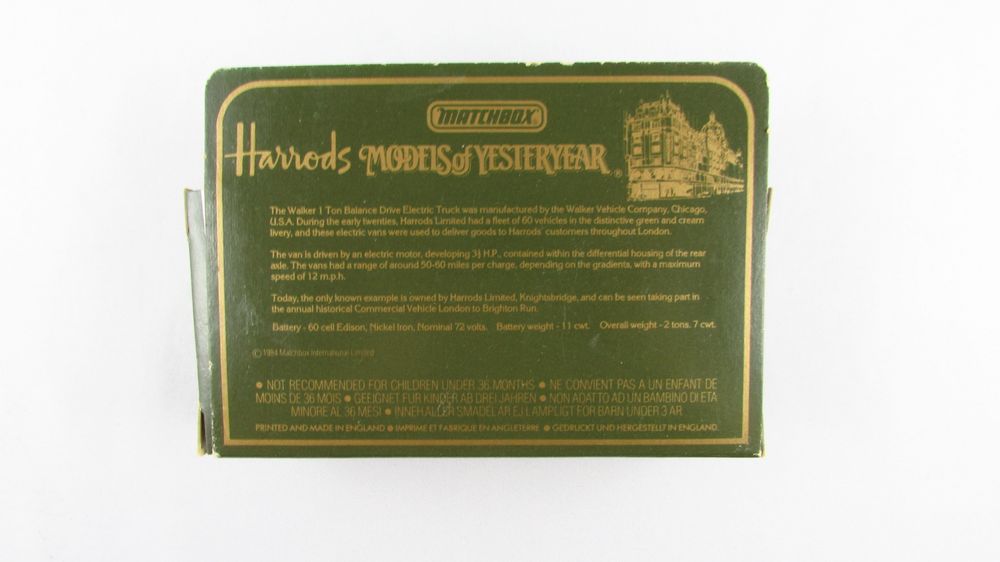 MATCHBOX
Harrods MODELS of YESTERYEAR ®
The Walker 1 Ton Balance Drive Electric Truck was manufactured by the Walker Vehicle Company, Chicago,
U.S.A. During the early twenties, Harrods Limited had a fleet of 60 vehicles in the distinctive green and cream
livery, and these electric vans were used to deliver goods to Harrods' customers throughout London.
The van is driven by an electric motor, developing 3½ H.P., contained within the differential housing of the rear
axle. The vans had a range of around 50-60 miles per charge, depending on the gradients, with a maximum
speed of 12 m.p.h.
Today, the only known example is owned by Harrods Limited, Knightsbridge, and can be seen taking part in
the annual historical Commercial Vehicle London to Brighton Run.
Battery - 60 cell Edison, Nickel Iron, Nominal 72 volts. Battery weight - 11 cwt. Overall weight - 2 tons. 7 cwt.
© 1984 Matchbox International Limited
● NOT RECOMMENDED FOR CHILDREN UNDER 36 MONTHS ● NE CONVIENT PAS A UN ENFANT DE
MOINS DE 36 MOIS ● GEEIGNET FUR KINDER AB DREI JAHREN ● NON ADATTO AD UN BAMBINO DI ETA
MINORE AL 36 MESI ● INNEHALLER SMADELAR EJ LAMPLIGT FOR BARN UNDER 3 AR.
PRINTED AND MADE IN ENGLAND ● IMPRIME ET FABRIQUE EN ANGLETERRE ● GEDRUCKT UND HERGESTELLT IN ENGLAND.